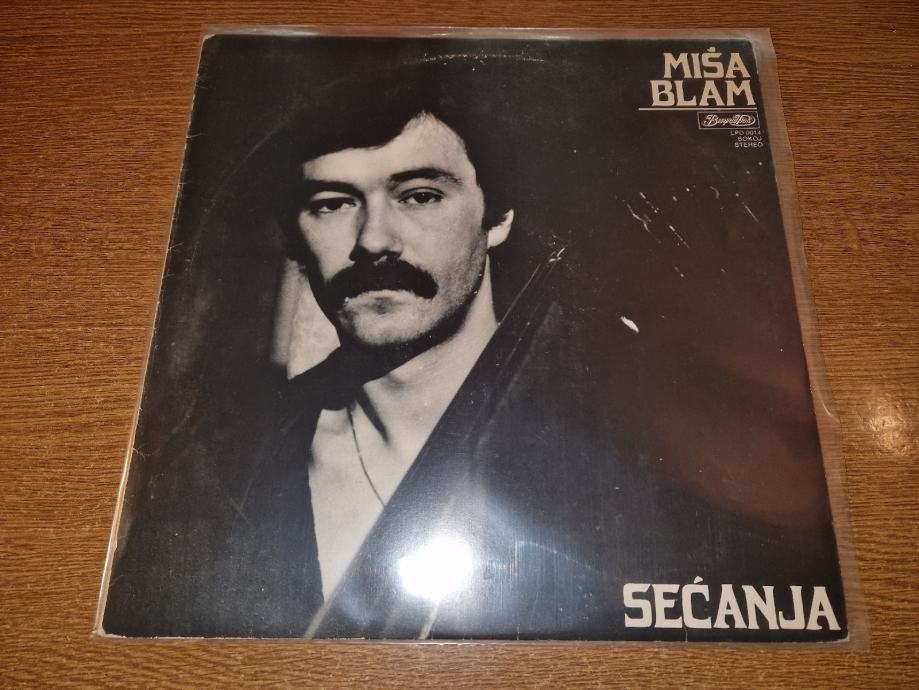 MIŠA
BLAM
LPD 0014
SOKOJ
STEREO
SEĆANJA